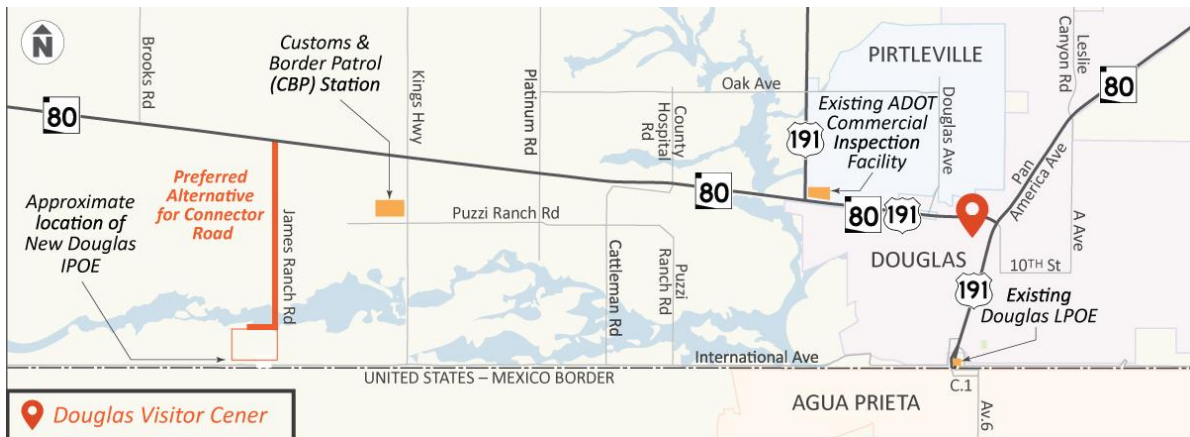 N
Brooks Rd
Customs &
Border Patrol
(CBP) Station
Kings Hwy
Platinum Rd
County
Hospital
Rd
Oak Ave
PIRTLEVILLE
Leslie
Canyon Rd
80
80
Existing ADOT
Commercial
Inspection
Facility
Douglas Ave
191
Pan
America Ave
Preferred
Alternative
for Connector
Road
Approximate
location of
New Douglas
IPOE
James Ranch Rd
Puzzi Ranch Rd
80
80
191
A Ave
Cattleman Rd
Puzzi
Ranch Rd
DOUGLAS
10TH St
191
Existing
Douglas LPOE
International Ave
UNITED STATES – MEXICO BORDER
C.1
Av.6
AGUA PRIETA
Douglas Visitor Cener